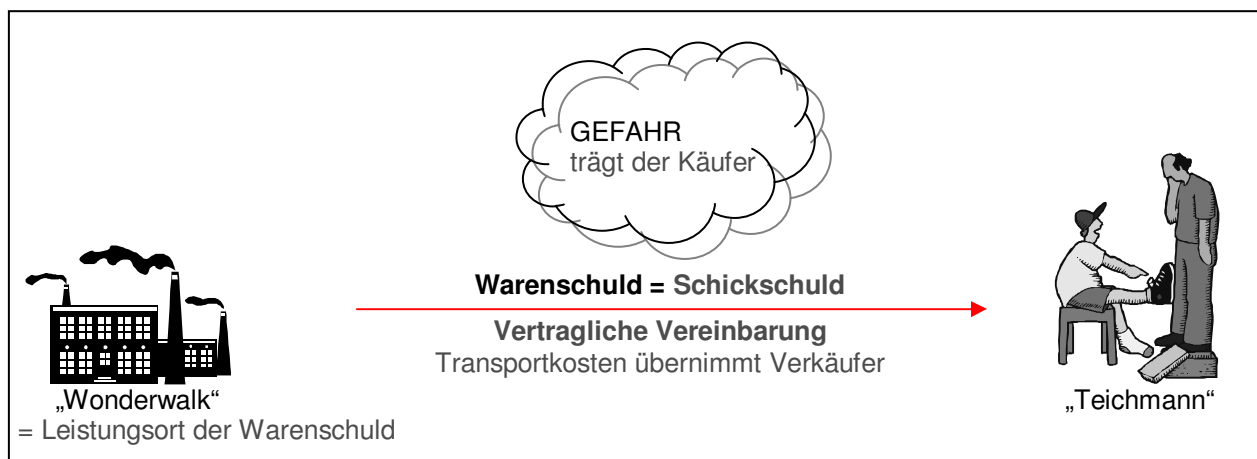 GEFAHR
trägt der Käufer
Warenschuld = Schickschuld
Vertragliche Vereinbarung
Transportkosten übernimmt Verkäufer
„Wonderwalk“
= Leistungsort der Warenschuld
„Teichmann“